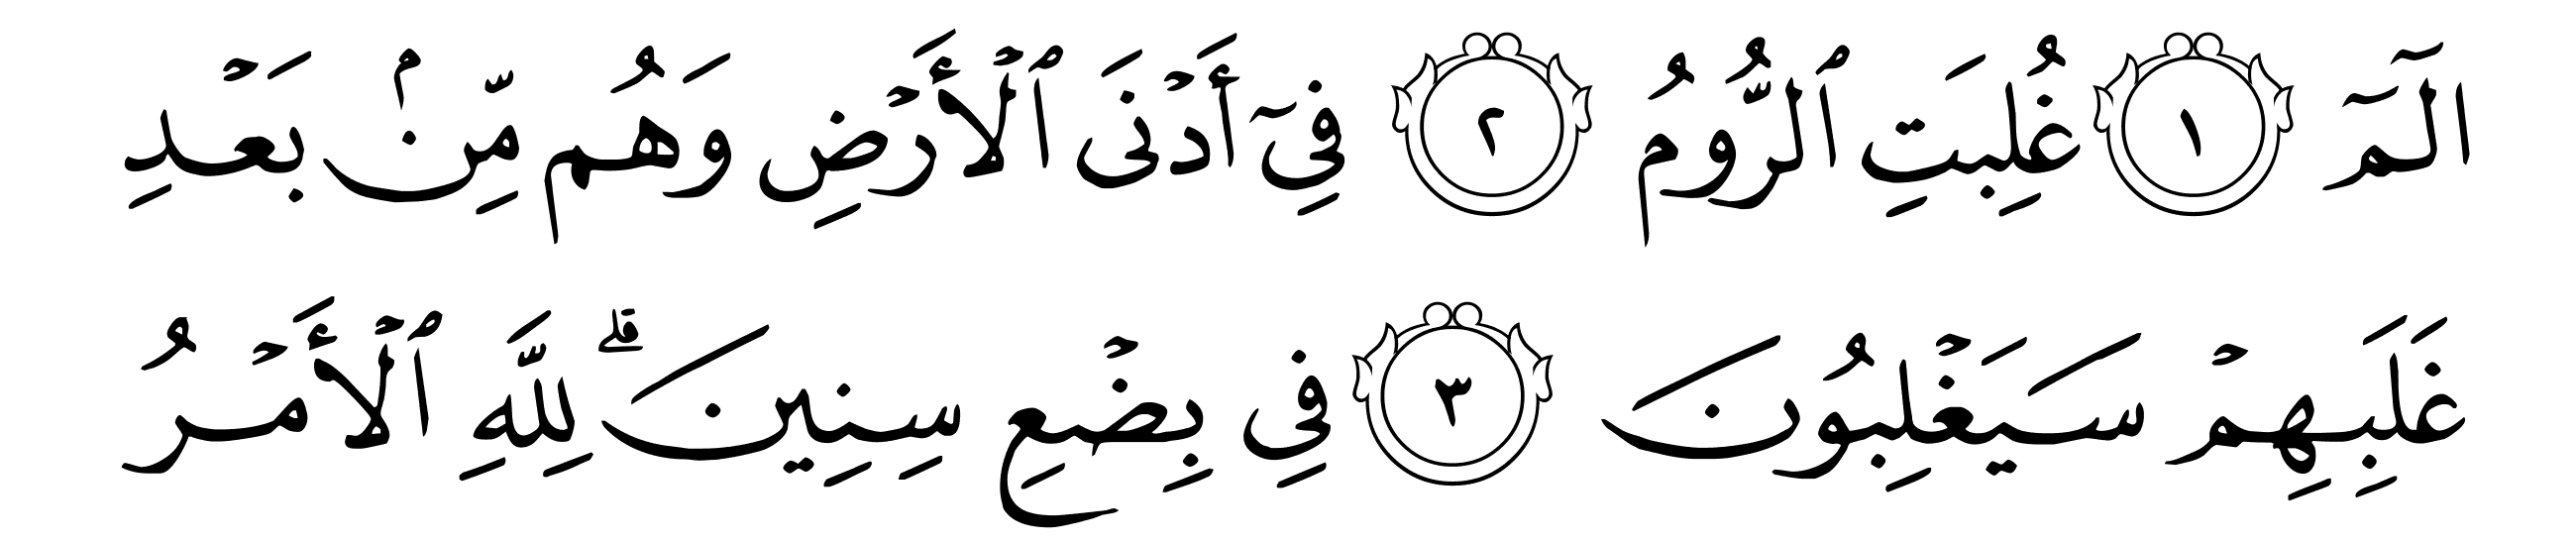 الٓمٓ ١ غُلِبَتِ ٱلرُّومُ ٢ فِيٓ أَدۡنَى ٱلۡأَرۡضِ وَهُم مِّنۢ بَعۡدِ
غَلَبِهِمۡ سَيَغۡلِبُونَ ٣ فِي بِضۡعِ سِنِينَۗ لِلَّهِ ٱلۡأَمۡرُ